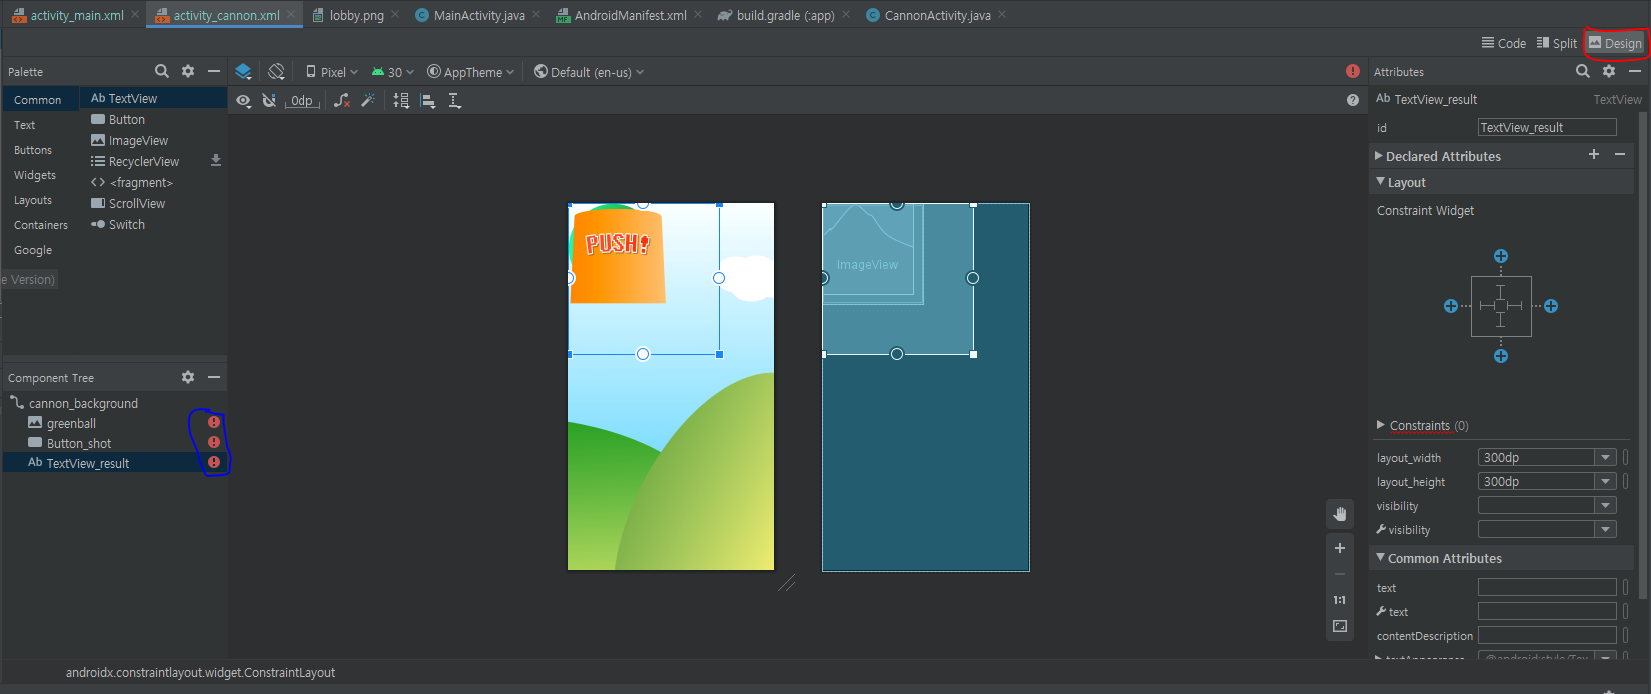 activity_main.xml activity_cannon.xml lobby.png MainActivity.java AndroidManifest.xml build.gradle (:app) CannonActivity.java
Code Split Design
Palette
Pixel 30 AppTheme Default (en-us)
Attributes
Common
Text
Buttons
Widgets
Layouts
Containers
Google
e Version)
Ab TextView
Button
ImageView
RecyclerView
<fragment>
ScrollView
Switch
0dp
PUSH!
ImageView
Component Tree
cannon_background
greenball
Button_shot
Ab TextView_result
1:1
Ab TextView_result TextView
id TextView_result
Declared Attributes
Layout
Constraint Widget
Constraints (0)
layout_width 300dp
layout_height 300dp
visibility
visibility
Common Attributes
text
text
contentDescription
androidx.constraintlayout.widget.ConstraintLayout